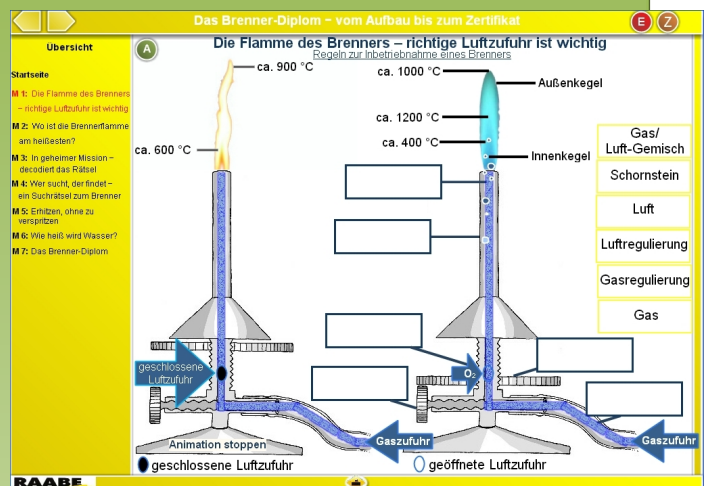 Das Brenner-Diplom – vom Aufbau bis zum Zertifikat
E
Z
Übersicht
Startseite
M 1: Die Flamme des Brenners
– richtige Luftzufuhr ist wichtig
M 2: Wo ist die Brennerflamme
am heißesten?
M 3: In geheimer Mission –
decodiert das Rätsel
M 4: Wer sucht, der findet –
ein Suchrätsel zum Brenner
M 5: Erhitzen, ohne zu
verspritzen
M 6: Wie heiß wird Wasser?
M 7: Das Brenner-Diplom
RAABE
A
Die Flamme des Brenners – richtige Luftzufuhr ist wichtig
Regeln zur Inbetriebnahme eines Brenners
ca. 900 °C
ca. 600 °C
geschlossene
Luftzufuhr
Gaszufuhr
Animation stoppen
geschlossene Luftzufuhr
ca. 1000 °C
Außenkegel
ca. 1200 °C
ca. 400 °C
Innenkegel
O₂
Gaszufuhr
geöffnete Luftzufuhr
Gas/
Luft-Gemisch
Schornstein
Luft
Luftregulierung
Gasregulierung
Gas